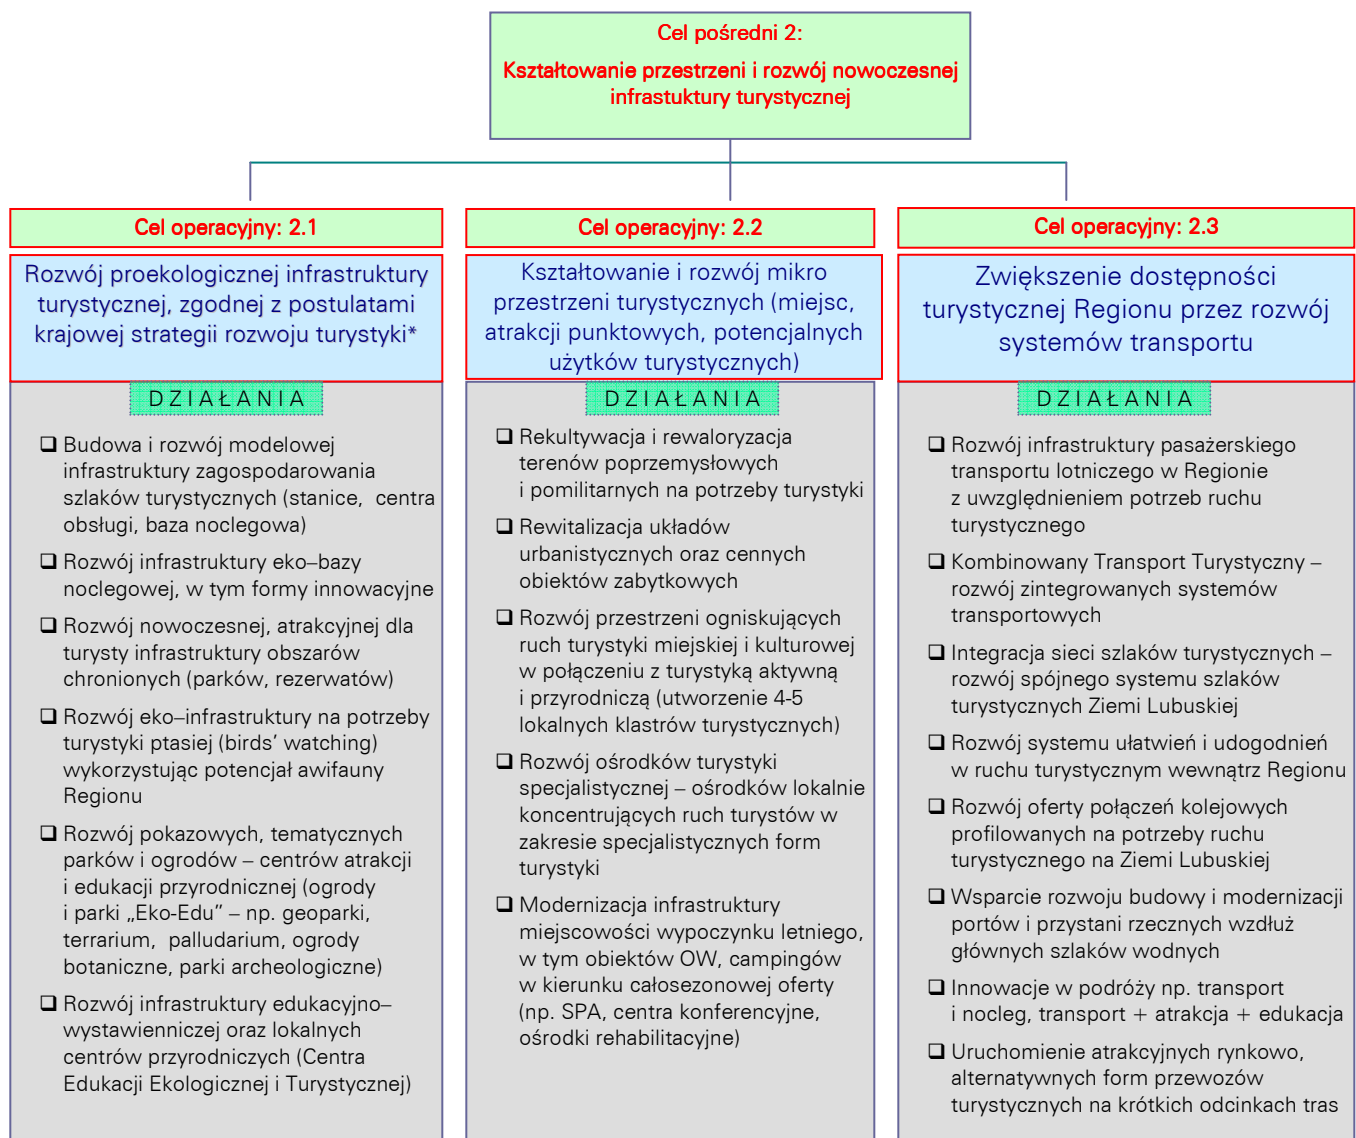 Cel pośredni 2:
Kształtowanie przestrzeni i rozwój nowoczesnej
infrastuktury turystycznej
Cel operacyjny: 2.1
Rozwój proekologicznej infrastruktury
turystycznej, zgodnej z postulatami
krajowej strategii rozwoju turystyki*
DZIAŁANIA
❑ Budowa i rozwój modelowej
infrastruktury zagospodarowania
szlaków turystycznych (stanice, centra
obsługi, baza noclegowa)
❑ Rozwój infrastruktury eko–bazy
noclegowej, w tym formy innowacyjne
❑ Rozwój nowoczesnej, atrakcyjnej dla
turysty infrastruktury obszarów
chronionych (parków, rezerwatów)
❑ Rozwój eko–infrastruktury na potrzeby
turystyki ptasiej (birds’ watching)
wykorzystując potencjał awifauny
Regionu
❑ Rozwój pokazowych, tematycznych
parków i ogrodów – centrów atrakcji
i edukacji przyrodniczej (ogrody
i parki „Eko-Edu” – np. geoparki,
terrarium, palludarium, ogrody
botaniczne, parki archeologiczne)
❑ Rozwój infrastruktury edukacyjno–
wystawienniczej oraz lokalnych
centrów przyrodniczych (Centra
Edukacji Ekologicznej i Turystycznej)
Cel operacyjny: 2.2
Kształtowanie i rozwój mikro
przestrzeni turystycznych (miejsc,
atrakcji punktowych, potencjalnych
użytków turystycznych)
DZIAŁANIA
❑ Rekultywacja i rewaloryzacja
terenów poprzemysłowych
i pomilitarnych na potrzeby turystyki
❑ Rewitalizacja układów
urbanistycznych oraz cennych
obiektów zabytkowych
❑ Rozwój przestrzeni ogniskujących
ruch turystyki miejskiej i kulturowej
w połączeniu z turystyką aktywną
i przyrodniczą (utworzenie 4-5
lokalnych klastrów turystycznych)
❑ Rozwój ośrodków turystyki
specjalistycznej – ośrodków lokalnie
koncentrujących ruch turystów w
zakresie specjalistycznych form
turystyki
❑ Modernizacja infrastruktury
miejscowości wypoczynku letniego,
w tym obiektów OW, campingów
w kierunku całosezonowej oferty
(np. SPA, centra konferencyjne,
ośrodki rehabilitacyjne)
Cel operacyjny: 2.3
Zwiększenie dostępności
turystycznej Regionu przez rozwój
systemów transportu
DZIAŁANIA
❑ Rozwój infrastruktury pasażerskiego
transportu lotniczego w Regionie
z uwzględnieniem potrzeb ruchu
turystycznego
❑ Kombinowany Transport Turystyczny –
rozwój zintegrowanych systemów
transportowych
❑ Integracja sieci szlaków turystycznych –
rozwój spójnego systemu szlaków
turystycznych Ziemi Lubuskiej
❑ Rozwój systemu ułatwień i udogodnień
w ruchu turystycznym wewnątrz Regionu
❑ Rozwój oferty połączeń kolejowych
profilowanych na potrzeby ruchu
turystycznego na Ziemi Lubuskiej
❑ Wsparcie rozwoju budowy i modernizacji
portów i przystani rzecznych wzdłuż
głównych szlaków wodnych
❑ Innowacje w podróży np. transport
i nocleg, transport + atrakcja + edukacja
❑ Uruchomienie atrakcyjnych rynkowo,
alternatywnych form przewozów
turystycznych na krótkich odcinkach tras